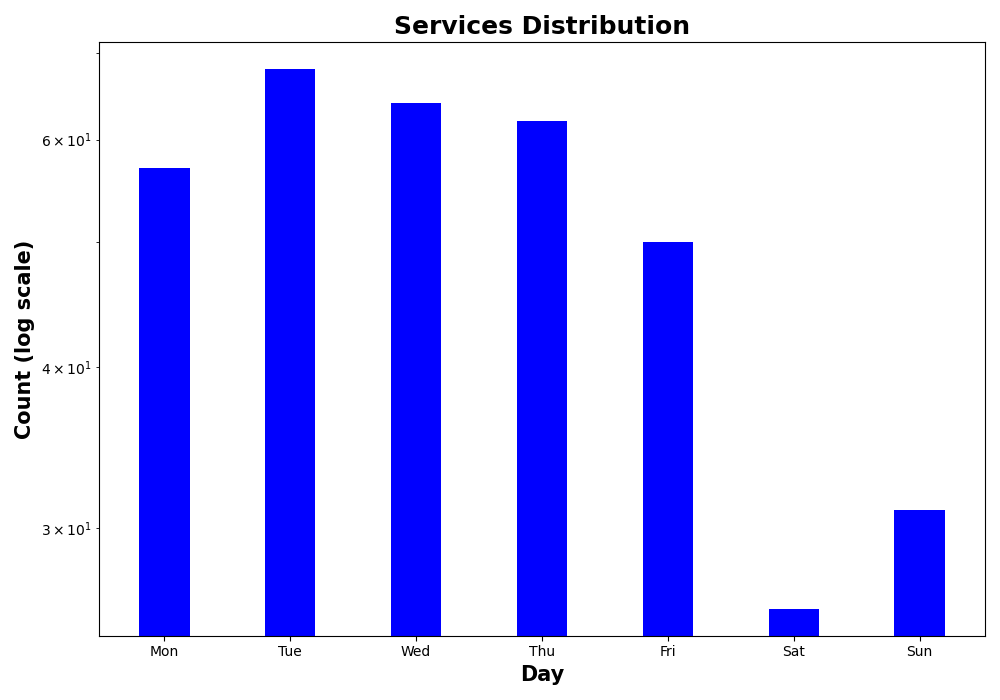 Services Distribution
Count (log scale)
6 × 10¹
4 × 10¹
3 × 10¹
Mon Tue Wed Thu Fri Sat Sun
Day